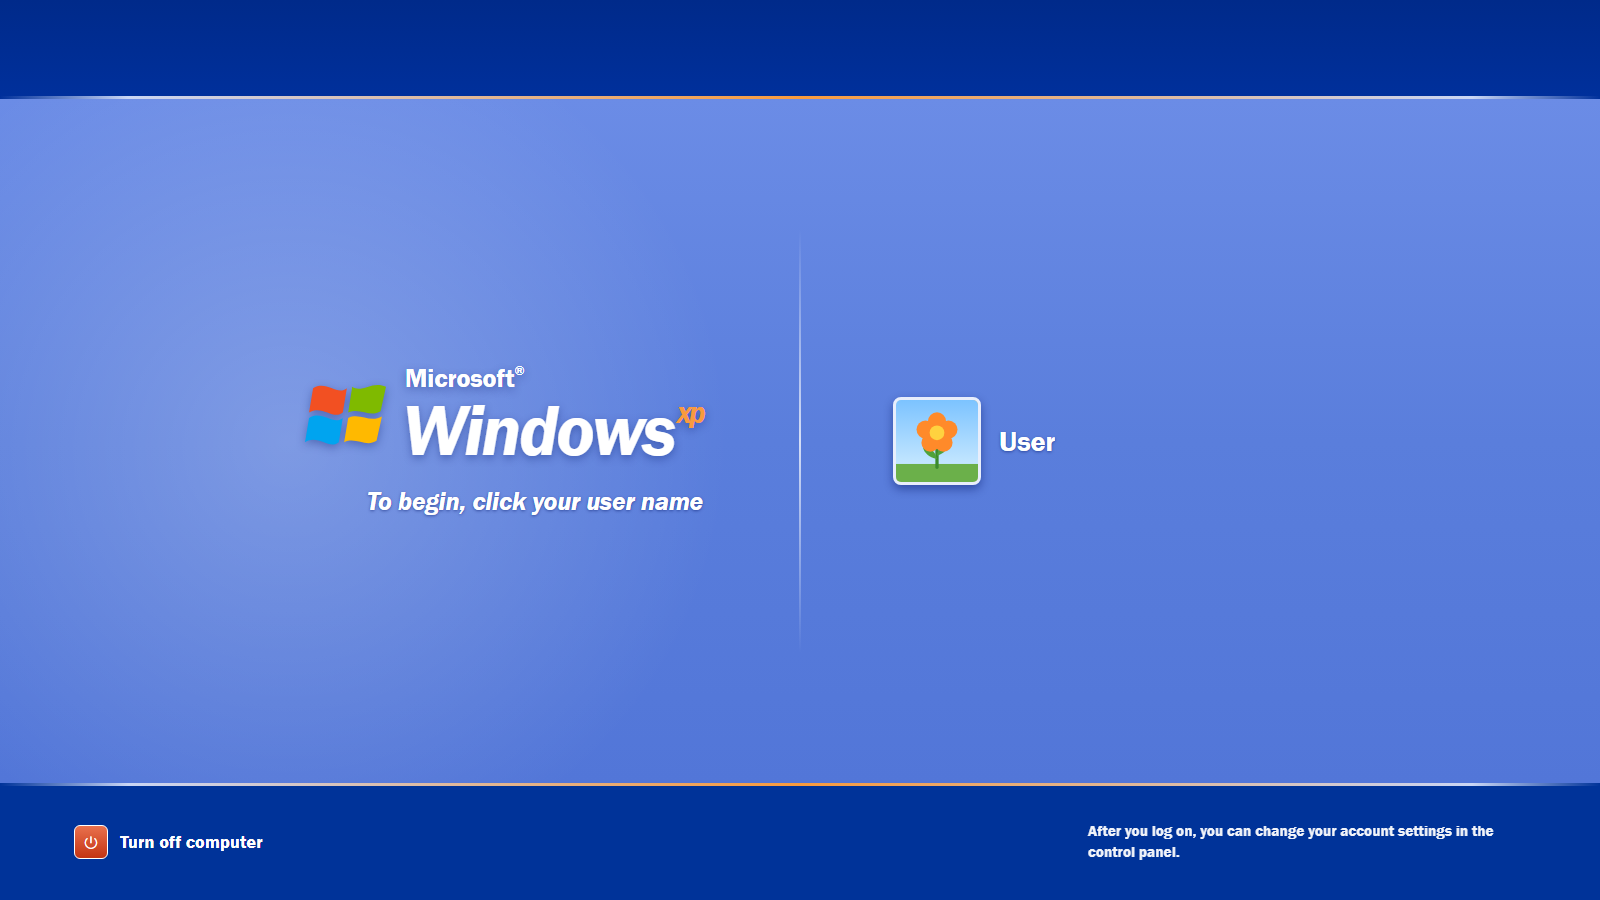 Microsoft®
Windows xp
To begin, click your user name
User
Turn off computer
After you log on, you can change your account settings in the
control panel.